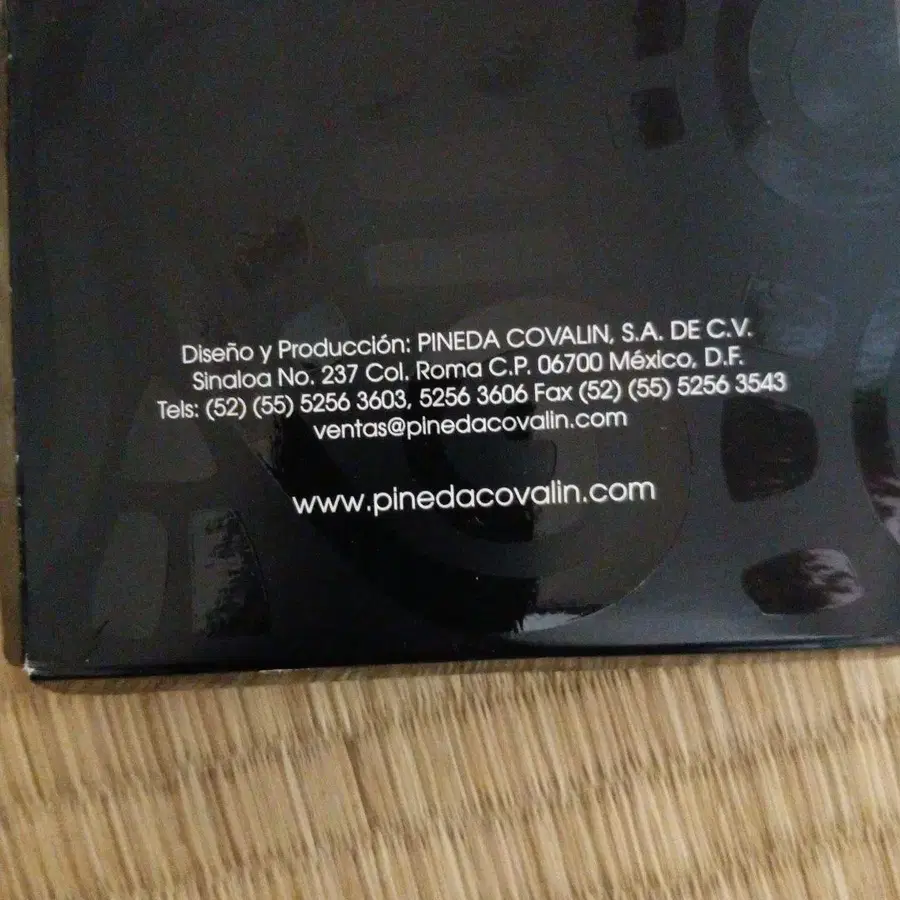 Diseño y Producción: PINEDA COVALIN, S.A. DE C.V.
Sinaloa No. 237 Col. Roma C.P. 06700 México, D.F.
Tels: (52) (55) 5256 3603, 5256 3606 Fax (52) (55) 5256 3543
ventas@pinedacovalin.com
www.pinedacovalin.com